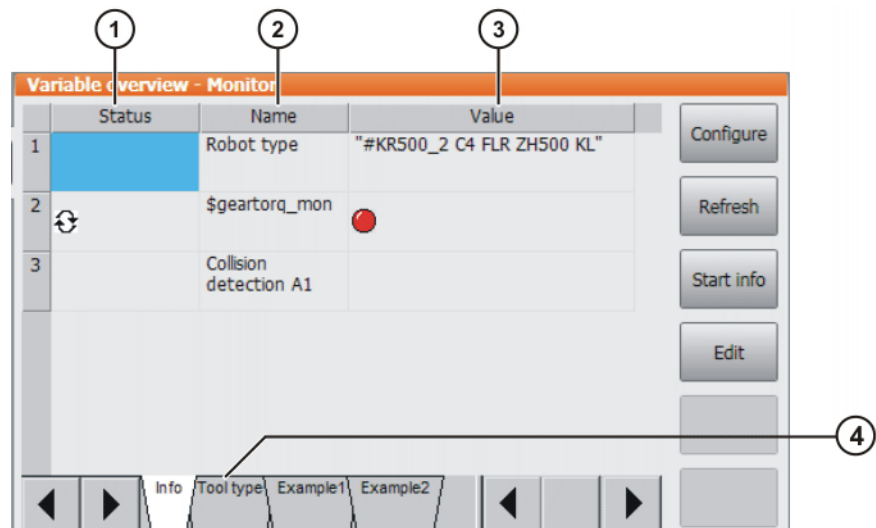 1 2 3
Variable overview - Monitor
Status Name Value
1 Robot type "#KR500_2 C4 FLR ZH500 KL"
2 $geartorq_mon
3 Collision
detection A1
Configure
Refresh
Start info
Edit
4
Info Tool type Example1 Example2